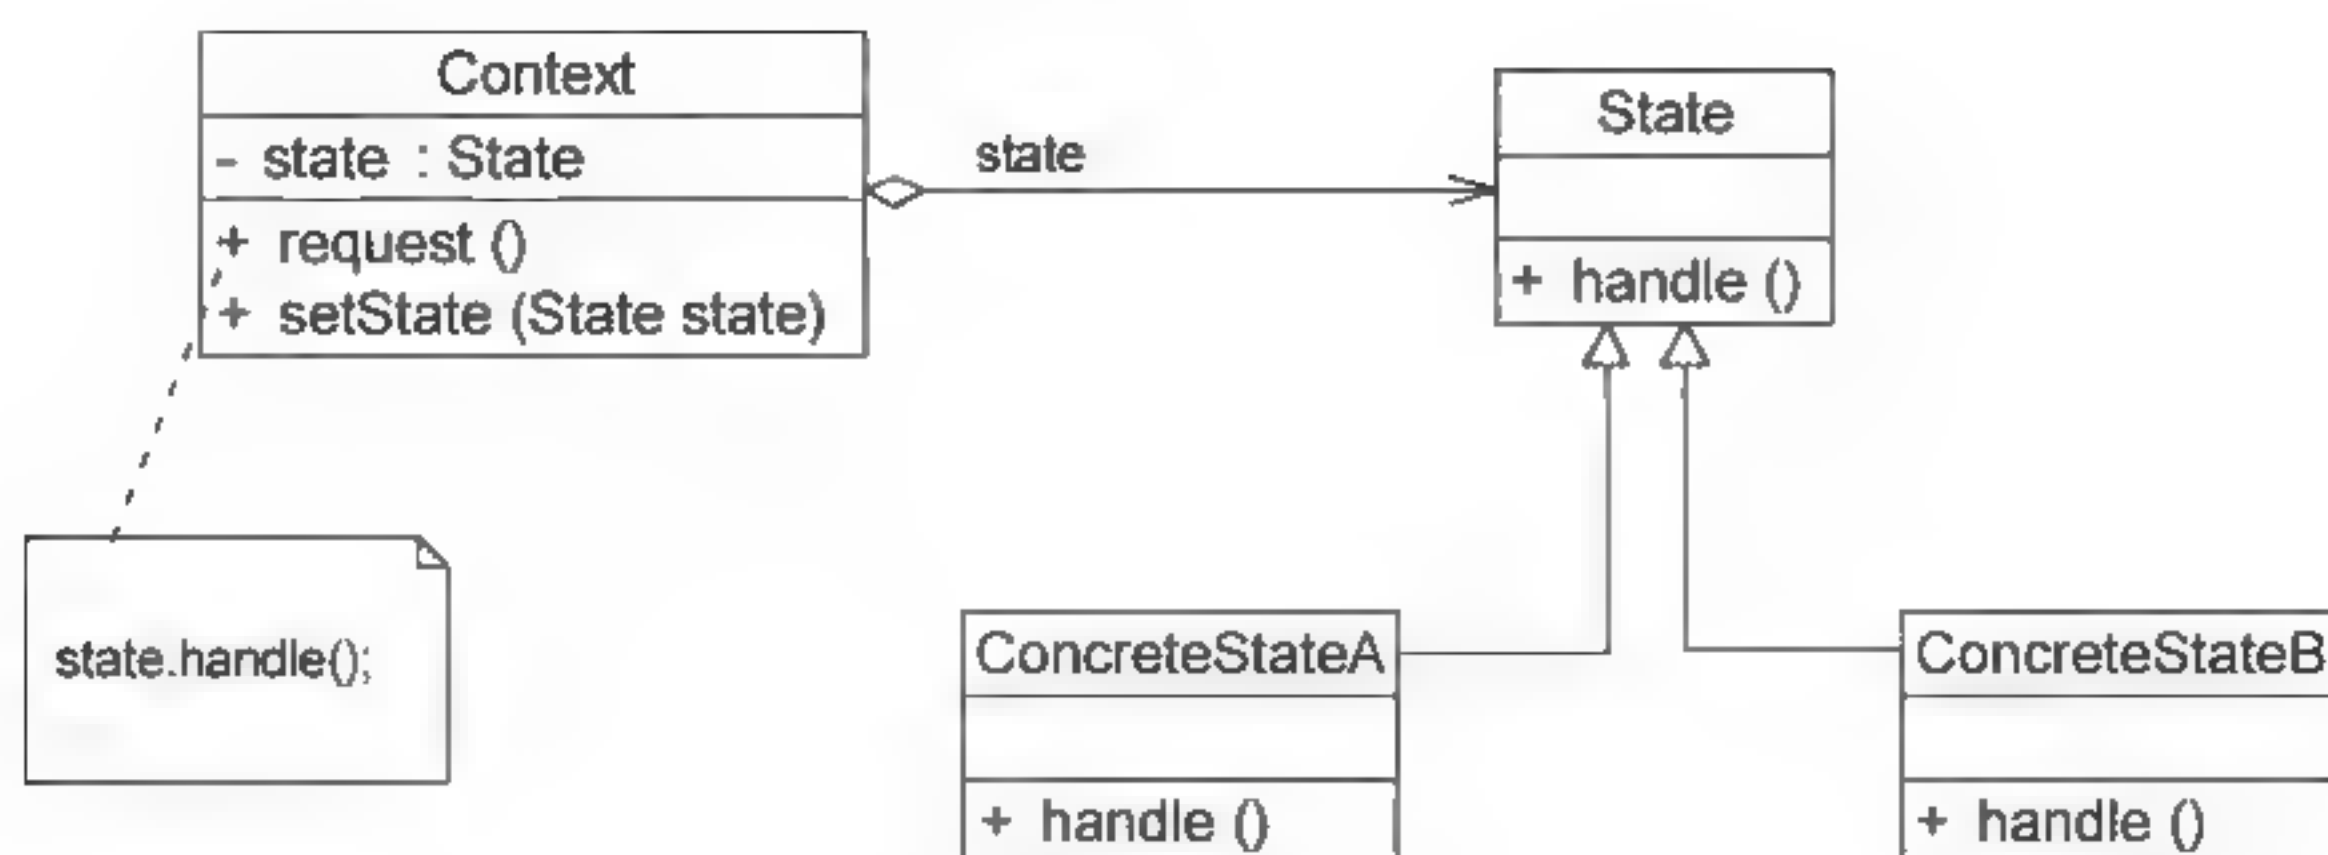 Context
- state : State
+ request ()
+ setState (State state)
state
State
+ handle ()
state.handle();
ConcreteStateA
+ handle ()
ConcreteStateB
+ handle ()